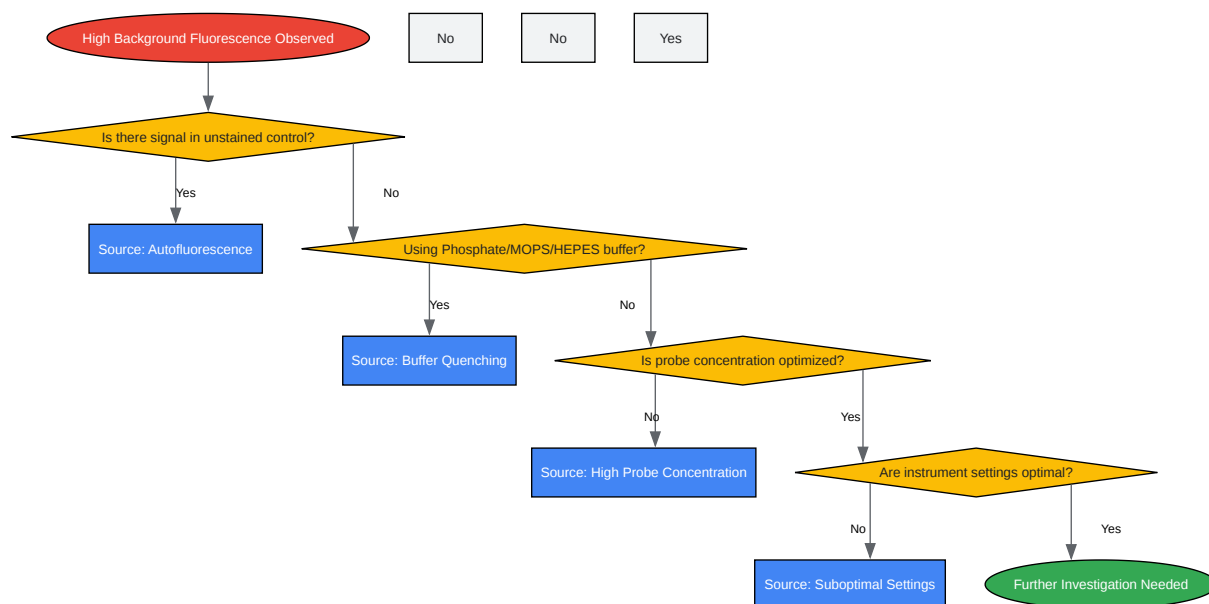 High Background Fluorescence Observed
No
No
Yes
Is there signal in unstained control?
Yes
No
Source: Autofluorescence
Using Phosphate/MOPS/HEPES buffer?
Yes
No
Source: Buffer Quenching
Is probe concentration optimized?
No
Yes
Source: High Probe Concentration
Are instrument settings optimal?
No
Yes
Source: Suboptimal Settings
Further Investigation Needed